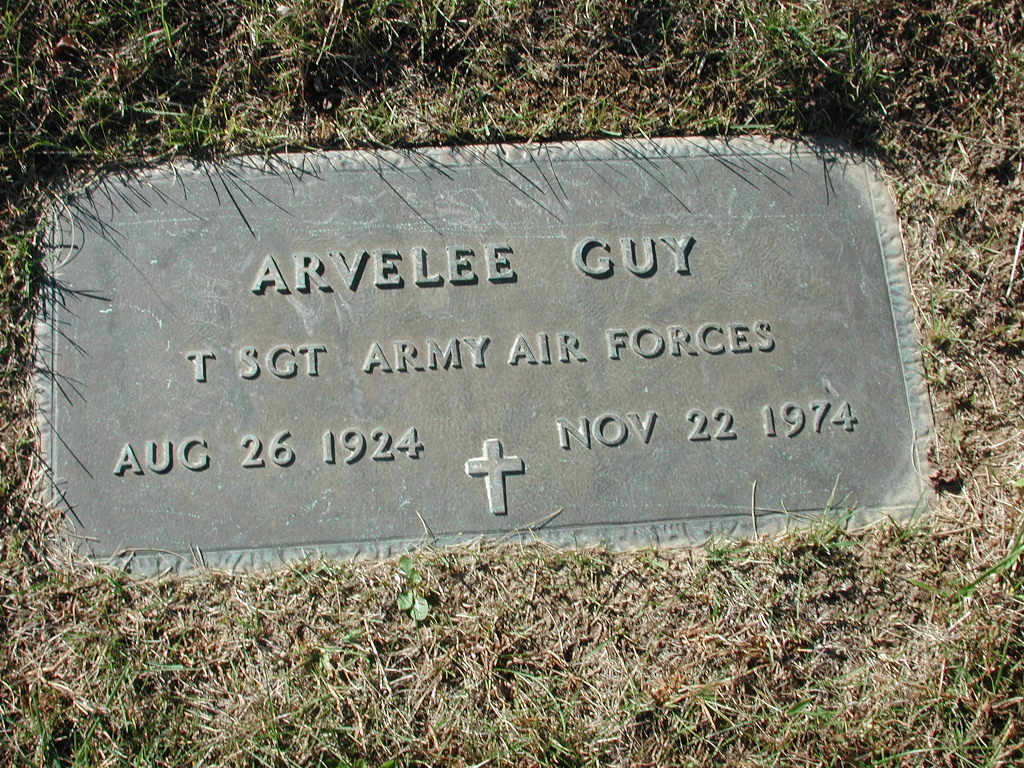 ARVELEE GUY
T SGT ARMY AIR FORCES
AUG 26 1924 NOV 22 1974